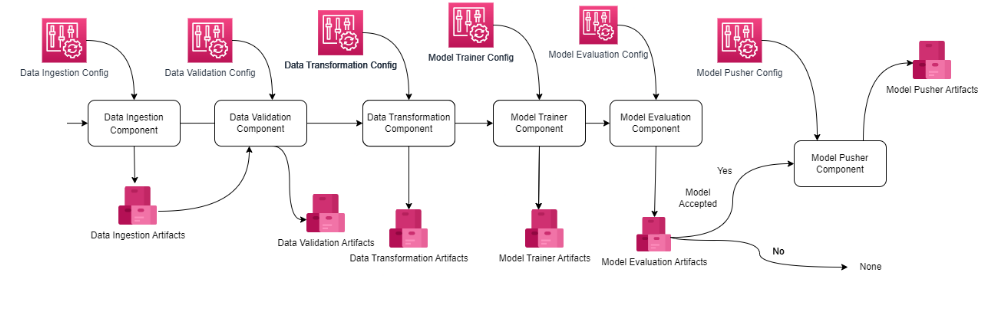 Data Ingestion Config
Data Validation Config
Data Transformation Config
Model Trainer Config
Model Evaluation Config
Model Pusher Config
Model Pusher Artifacts
Data Ingestion
Component
Data Validation
Component
Data Transformation
Component
Model Trainer
Component
Model Evaluation
Component
Model Pusher
Component
Yes
Model
Accepted
No
None
Data Ingestion Artifacts
Data Validation Artifacts
Data Transformation Artifacts
Model Trainer Artifacts
Model Evaluation Artifacts